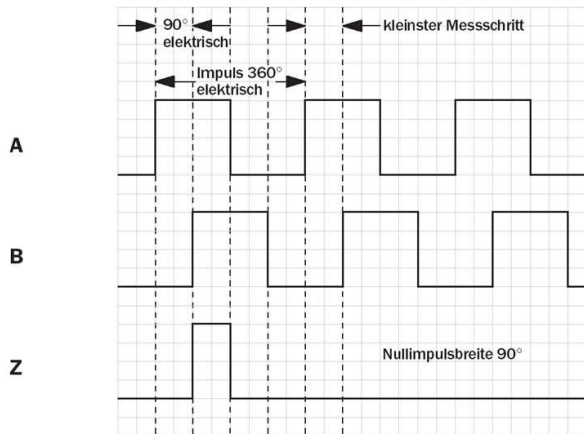 90°
elektrisch
kleinster Messschritt
Impuls 360°
elektrisch
A
B
Z
Nullimpulsbreite 90°